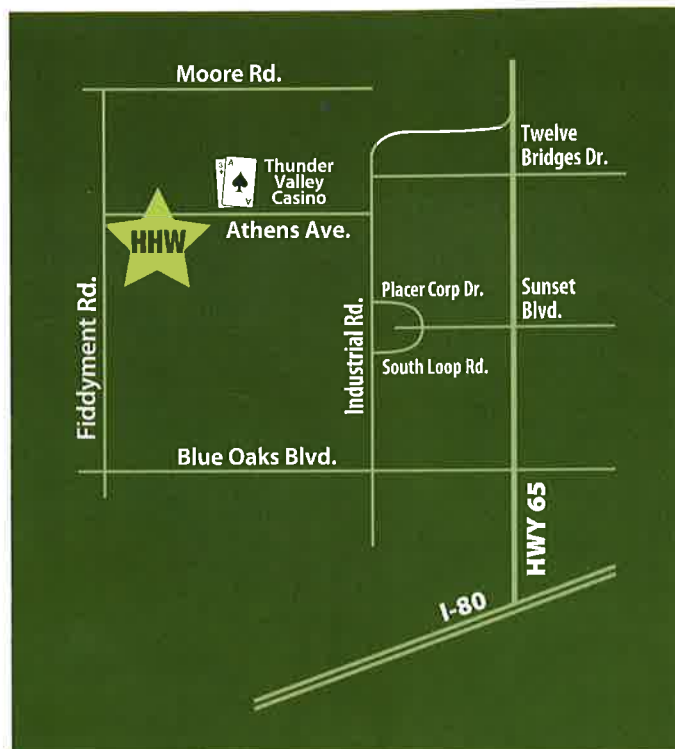 Moore Rd.
Thunder
Valley
Casino
Twelve
Bridges Dr.
HHW
Athens Ave.
Fiddyment Rd.
Industrial Rd.
Placer Corp Dr.
Sunset
Blvd.
South Loop Rd.
Blue Oaks Blvd.
HWY 65
I-80